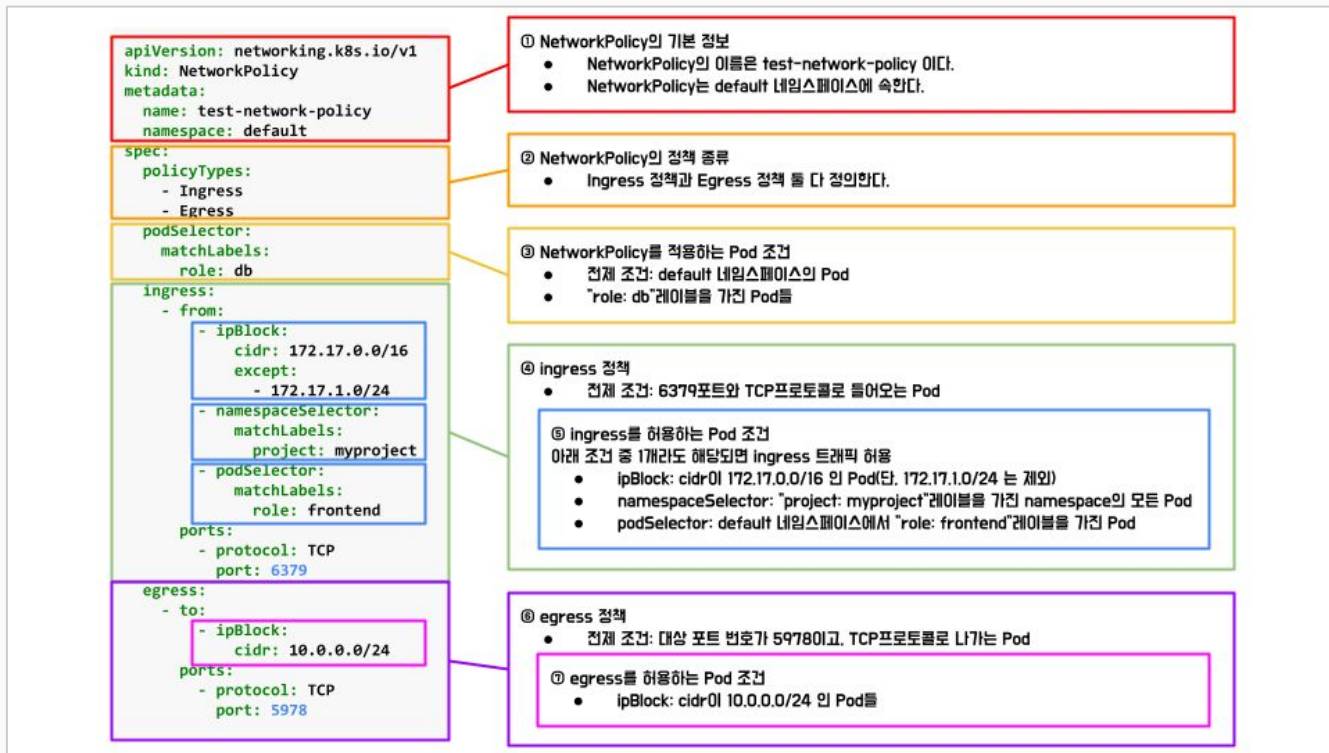 apiVersion: networking.k8s.io/v1
kind: NetworkPolicy
metadata:
  name: test-network-policy
  namespace: default
spec:
  policyTypes:
    - Ingress
    - Egress
  podSelector:
    matchLabels:
      role: db
  ingress:
    - from:
        - ipBlock:
            cidr: 172.17.0.0/16
            except:
              - 172.17.1.0/24
        - namespaceSelector:
            matchLabels:
              project: myproject
        - podSelector:
            matchLabels:
              role: frontend
      ports:
        - protocol: TCP
          port: 6379
  egress:
    - to:
        - ipBlock:
            cidr: 10.0.0.0/24
      ports:
        - protocol: TCP
          port: 5978
① NetworkPolicy의 기본 정보
● NetworkPolicy의 이름은 test-network-policy 이다.
● NetworkPolicy는 default 네임스페이스에 속한다.
② NetworkPolicy의 정책 종류
● Ingress 정책과 Egress 정책 둘 다 정의한다.
③ NetworkPolicy를 적용하는 Pod 조건
● 전제 조건: default 네임스페이스의 Pod
● "role: db"레이블을 가진 Pod들
④ ingress 정책
● 전제 조건: 6379포트와 TCP프로토콜로 들어오는 Pod
⑤ ingress를 허용하는 Pod 조건
아래 조건 중 1개라도 해당되면 ingress 트래픽 허용
● ipBlock: cidr이 172.17.0.0/16 인 Pod(단, 172.17.1.0/24 는 제외)
● namespaceSelector: "project: myproject"레이블을 가진 namespace의 모든 Pod
● podSelector: default 네임스페이스에서 "role: frontend"레이블을 가진 Pod
⑥ egress 정책
● 전제 조건: 대상 포트 번호가 5978이고, TCP프로토콜로 나가는 Pod
⑦ egress를 허용하는 Pod 조건
● ipBlock: cidr이 10.0.0.0/24 인 Pod들